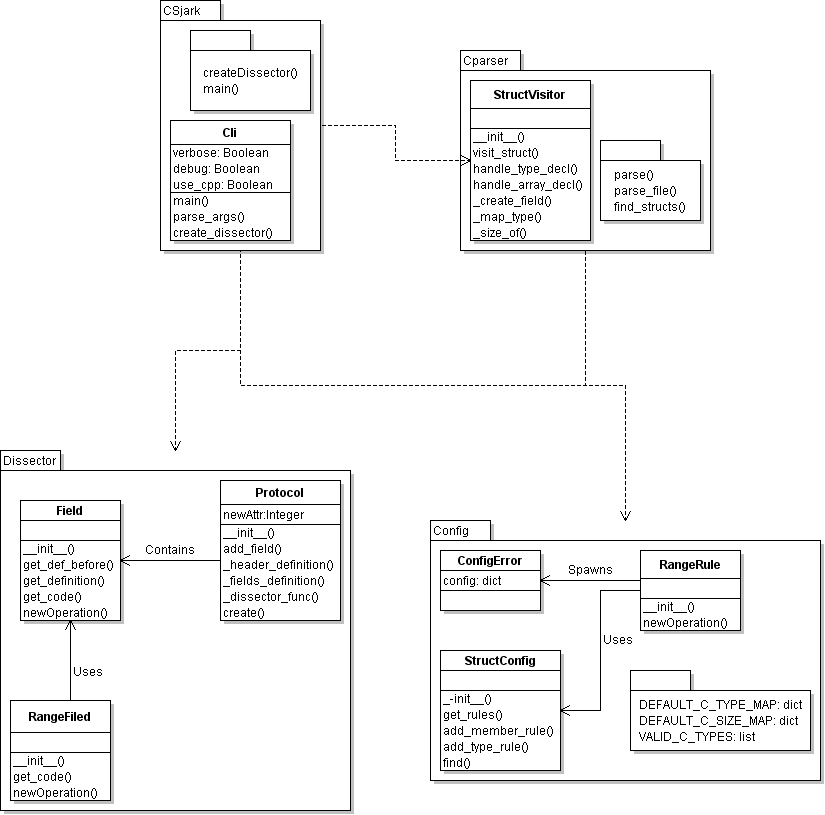 CSjark
createDissector()
main()
Cli
verbose: Boolean
debug: Boolean
use_cpp: Boolean
main()
parse_args()
create_dissector()
Cparser
StructVisitor
__init__()
visit_struct()
handle_type_decl()
handle_array_decl()
_create_field()
_map_type()
_size_of()
parse()
parse_file()
find_structs()
Dissector
Field
__init__()
get_def_before()
get_definition()
get_code()
newOperation()
Contains
Protocol
newAttr:Integer
__init__()
add_field()
_header_definition()
_fields_definition()
_dissector_func()
create()
Uses
RangeFiled
__init__()
get_code()
newOperation()
Config
ConfigError
config: dict
Spawns
RangeRule
__init__()
newOperation()
Uses
StructConfig
_-init__()
get_rules()
add_member_rule()
add_type_rule()
find()
DEFAULT_C_TYPE_MAP: dict
DEFAULT_C_SIZE_MAP: dict
VALID_C_TYPES: list